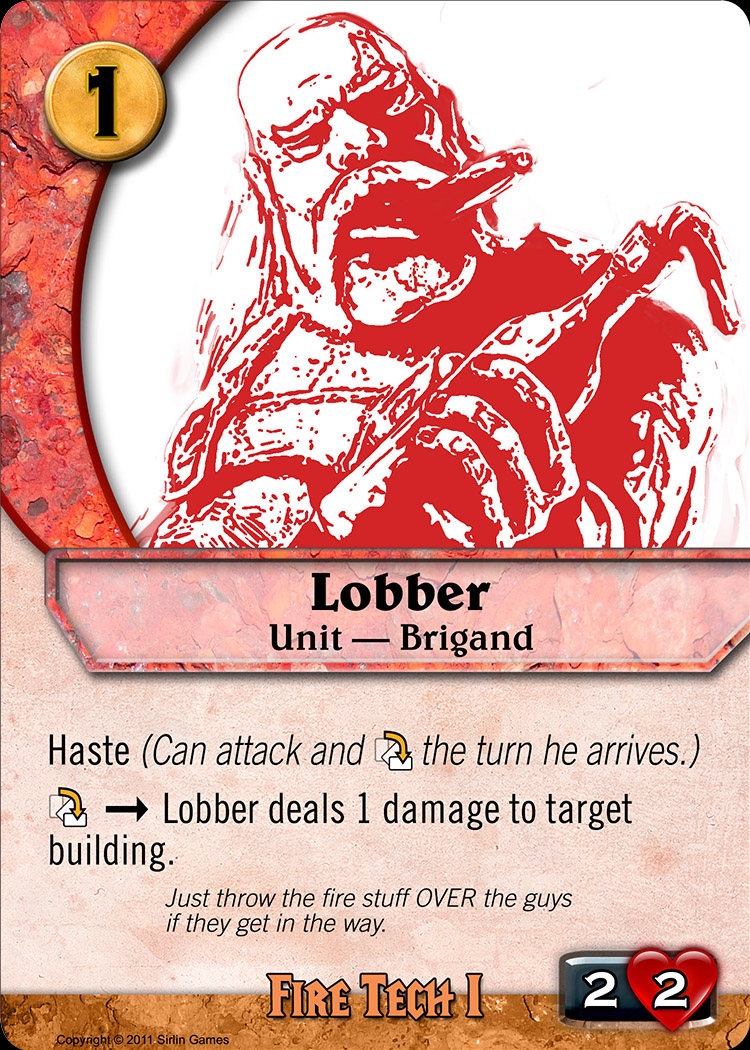 1
Lobber
Unit — Brigand
Haste (Can attack and the turn he arrives.)
→ Lobber deals 1 damage to target
building.
Just throw the fire stuff OVER the guys
if they get in the way.
Fire Tech I
2 2
Copyright © 2011 Sirlin Games